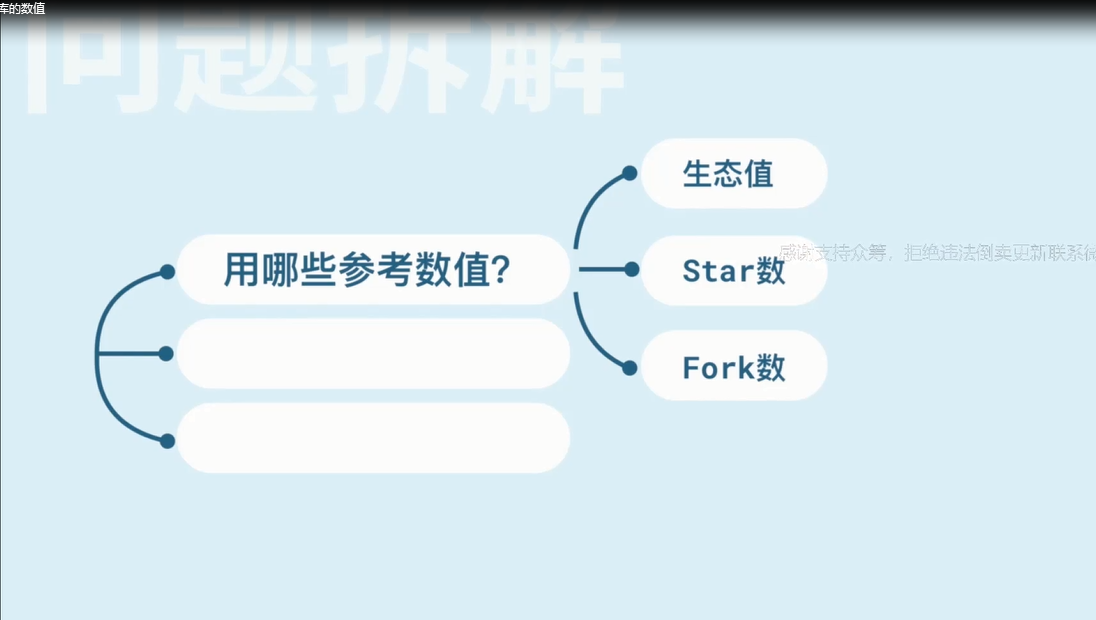 库的数值
问题拆解
生态值
用哪些参考数值?
Star数
感谢支持众筹，拒绝违法倒卖更新联系微
Fork数